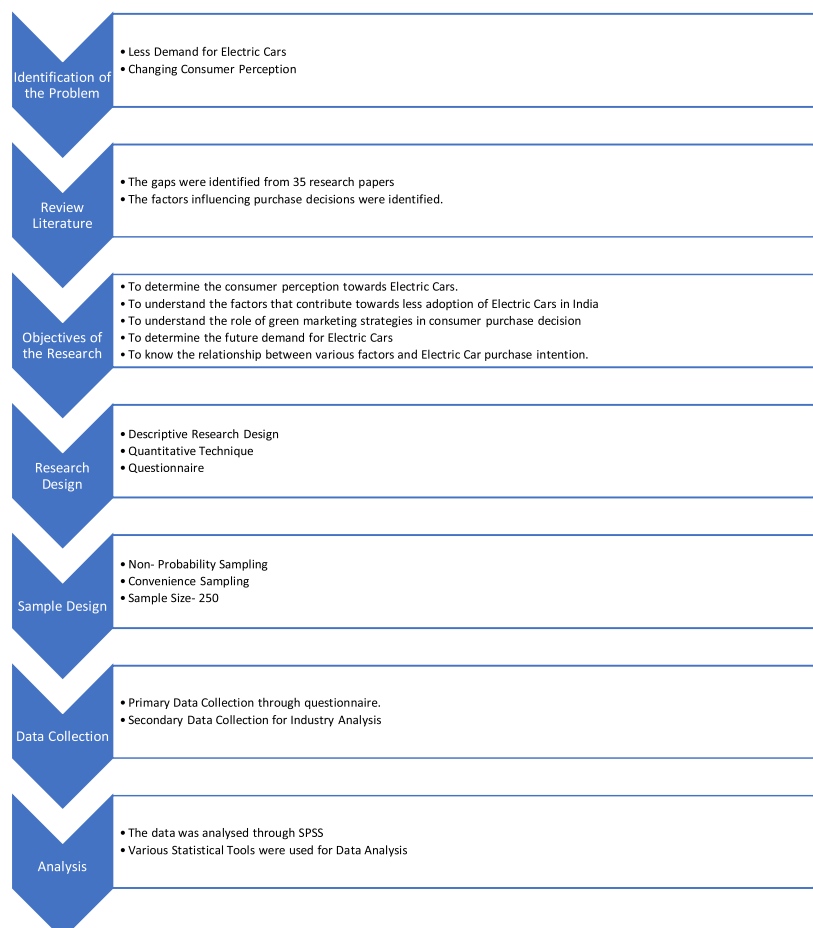 Identification of
the Problem
• Less Demand for Electric Cars
• Changing Consumer Perception
Review
Literature
• The gaps were identified from 35 research papers
• The factors influencing purchase decisions were identified.
Objectives of
the Research
• To determine the consumer perception towards Electric Cars.
• To understand the factors that contribute towards less adoption of Electric Cars in India
• To understand the role of green marketing strategies in consumer purchase decision
• To determine the future demand for Electric Cars
• To know the relationship between various factors and Electric Car purchase intention.
Research
Design
• Descriptive Research Design
• Quantitative Technique
• Questionnaire
Sample Design
• Non- Probability Sampling
• Convenience Sampling
• Sample Size- 250
Data Collection
• Primary Data Collection through questionnaire.
• Secondary Data Collection for Industry Analysis
Analysis
• The data was analysed through SPSS
• Various Statistical Tools were used for Data Analysis